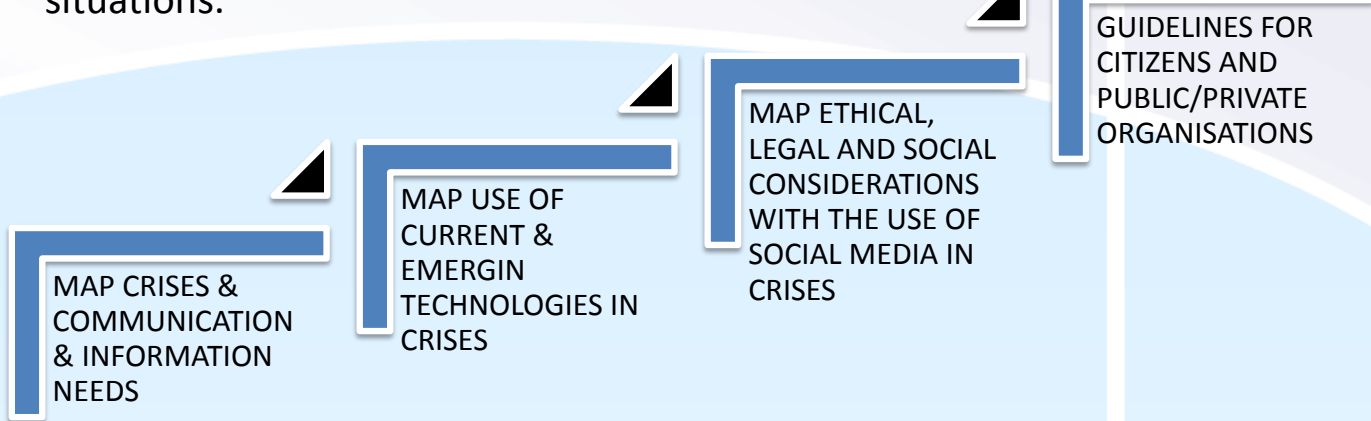 situations.
MAP CRISES &
COMMUNICATION
& INFORMATION
NEEDS
MAP USE OF
CURRENT &
EMERGIN
TECHNOLOGIES IN
CRISES
MAP ETHICAL,
LEGAL AND SOCIAL
CONSIDERATIONS
WITH THE USE OF
SOCIAL MEDIA IN
CRISES
GUIDELINES FOR
CITIZENS AND
PUBLIC/PRIVATE
ORGANISATIONS